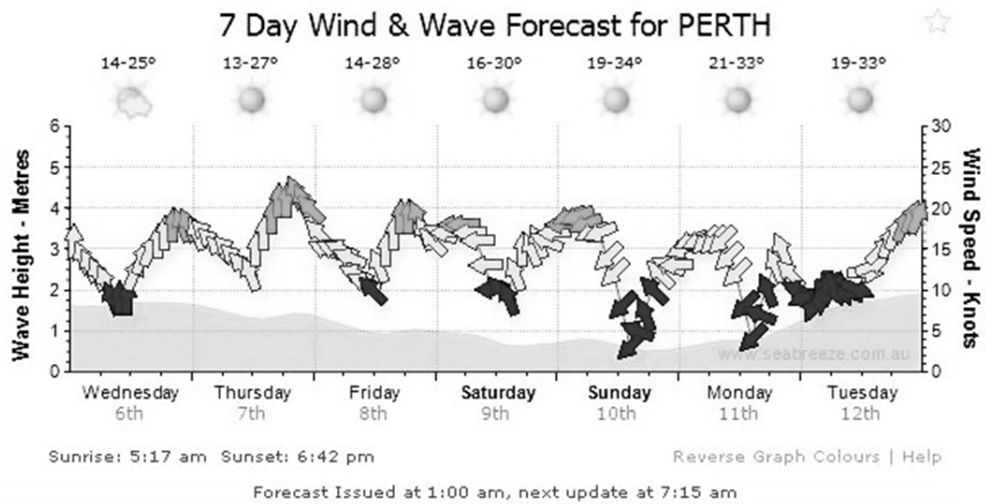 7 Day Wind & Wave Forecast for PERTH
14-25° 13-27° 14-28° 16-30° 19-34° 21-33° 19-33°
Wave Height - Metres
6
5
4
3
2
1
0
30
25
20
15
10
5
0
Wind Speed - Knots
www.seabreeze.com.au
Wednesday Thursday Friday Saturday Sunday Monday Tuesday
6th 7th 8th 9th 10th 11th 12th
Sunrise: 5:17 am Sunset: 6:42 pm
Reverse Graph Colours | Help
Forecast Issued at 1:00 am, next update at 7:15 am